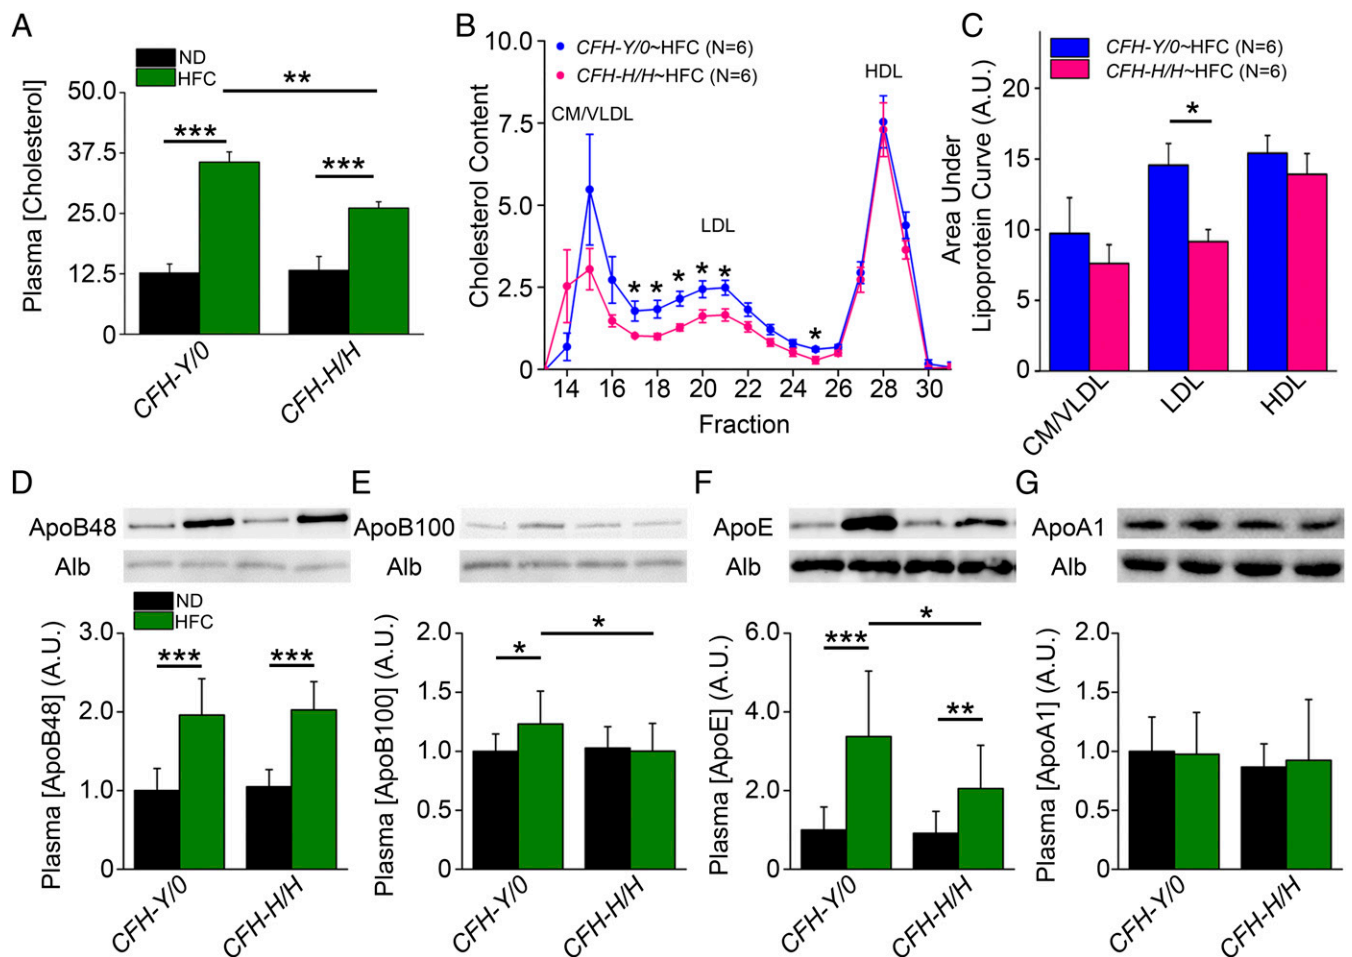 A
ND
HFC
**
***
***
Plasma [Cholesterol]
50.0
37.5
25.0
12.5
0
CFH-Y/0
CFH-H/H
B
CFH-Y/0~HFC (N=6)
CFH-H/H~HFC (N=6)
CM/VLDL
LDL
HDL
* * * * * *
Cholesterol Content
10.0
7.5
5.0
2.5
0
14 16 18 20 22 24 26 28 30
Fraction
C
CFH-Y/0~HFC (N=6)
CFH-H/H~HFC (N=6)
*
Area Under
Lipoprotein Curve (A.U.)
20
15
10
5
0
CM/VLDL
LDL
HDL
D
ApoB48
Alb
ND
HFC
***
***
Plasma [ApoB48] (A.U.)
3.0
2.0
1.0
0
CFH-Y/0
CFH-H/H
E
ApoB100
Alb
*
*
Plasma [ApoB100] (A.U.)
2.0
1.5
1.0
0.5
0
CFH-Y/0
CFH-H/H
F
ApoE
Alb
*
***
**
Plasma [ApoE] (A.U.)
6.0
4.0
2.0
0
CFH-Y/0
CFH-H/H
G
ApoA1
Alb
Plasma [ApoA1] (A.U.)
2.0
1.5
1.0
0.5
0
CFH-Y/0
CFH-H/H